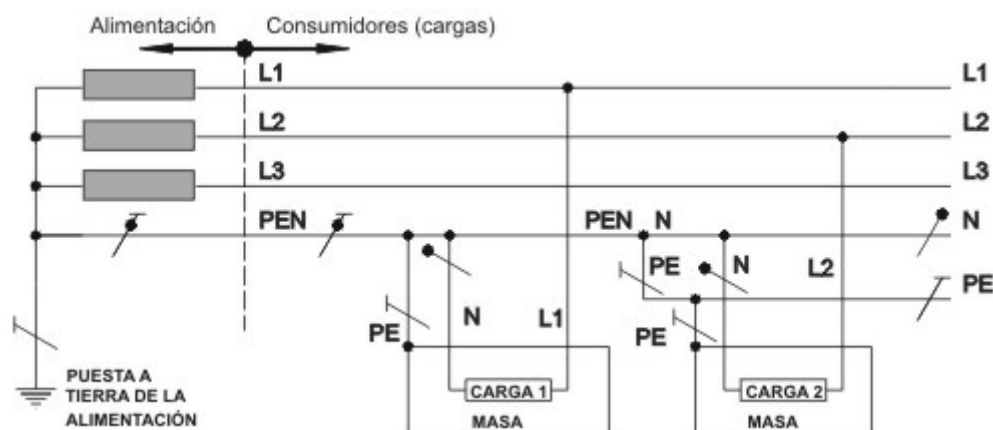 Alimentación
Consumidores (cargas)
L1
L1
L2
L2
L3
L3
PEN
PEN
N
N
PE
N
L2
PE
PE
N
L1
PE
PUESTA A
TIERRA DE LA
ALIMENTACIÓN
CARGA 1
CARGA 2
MASA
MASA